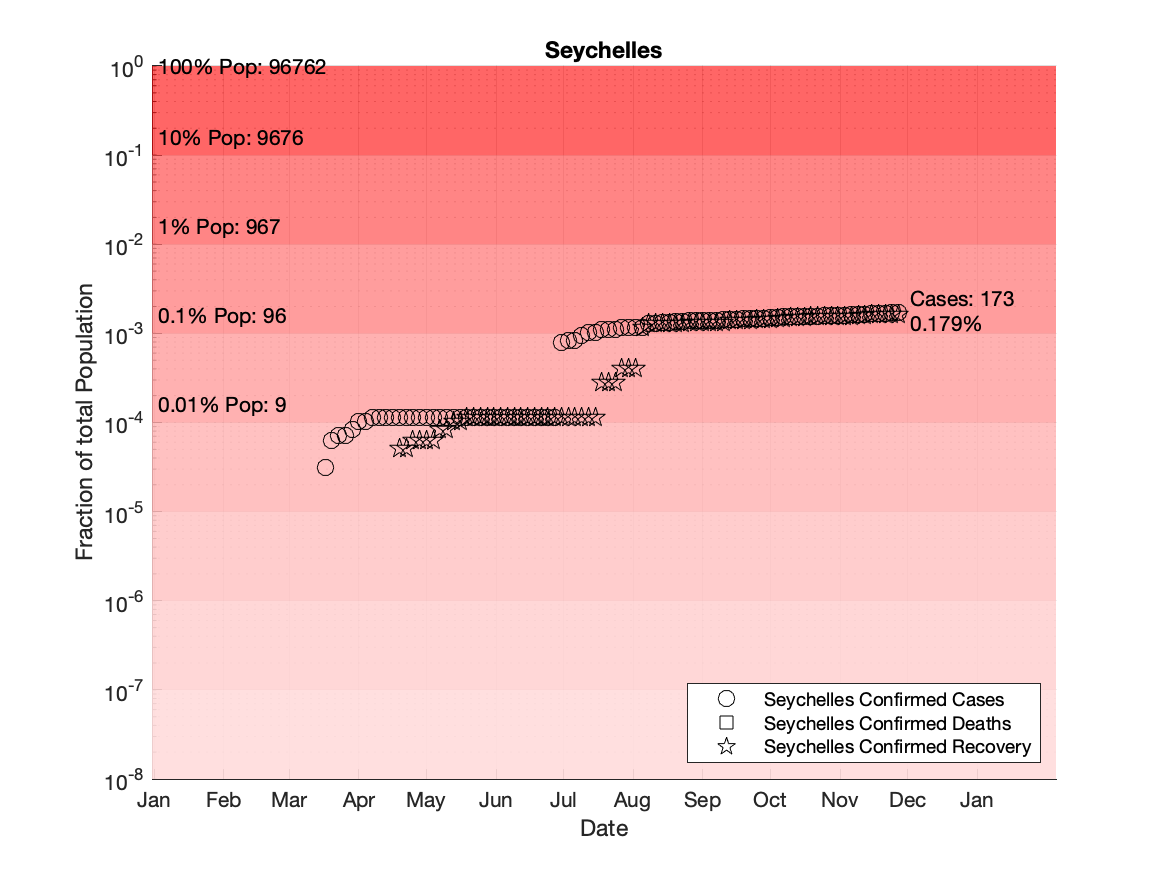 Seychelles
10^0
100% Pop: 96762
10% Pop: 9676
10^-1
1% Pop: 967
10^-2
Cases: 173
0.1% Pop: 96
0.179%
10^-3
0.01% Pop: 9
10^-4
10^-5
10^-6
10^-7
10^-8
Fraction of total Population
Seychelles Confirmed Cases
Seychelles Confirmed Deaths
Seychelles Confirmed Recovery
Jan Feb Mar Apr May Jun Jul Aug Sep Oct Nov Dec Jan
Date